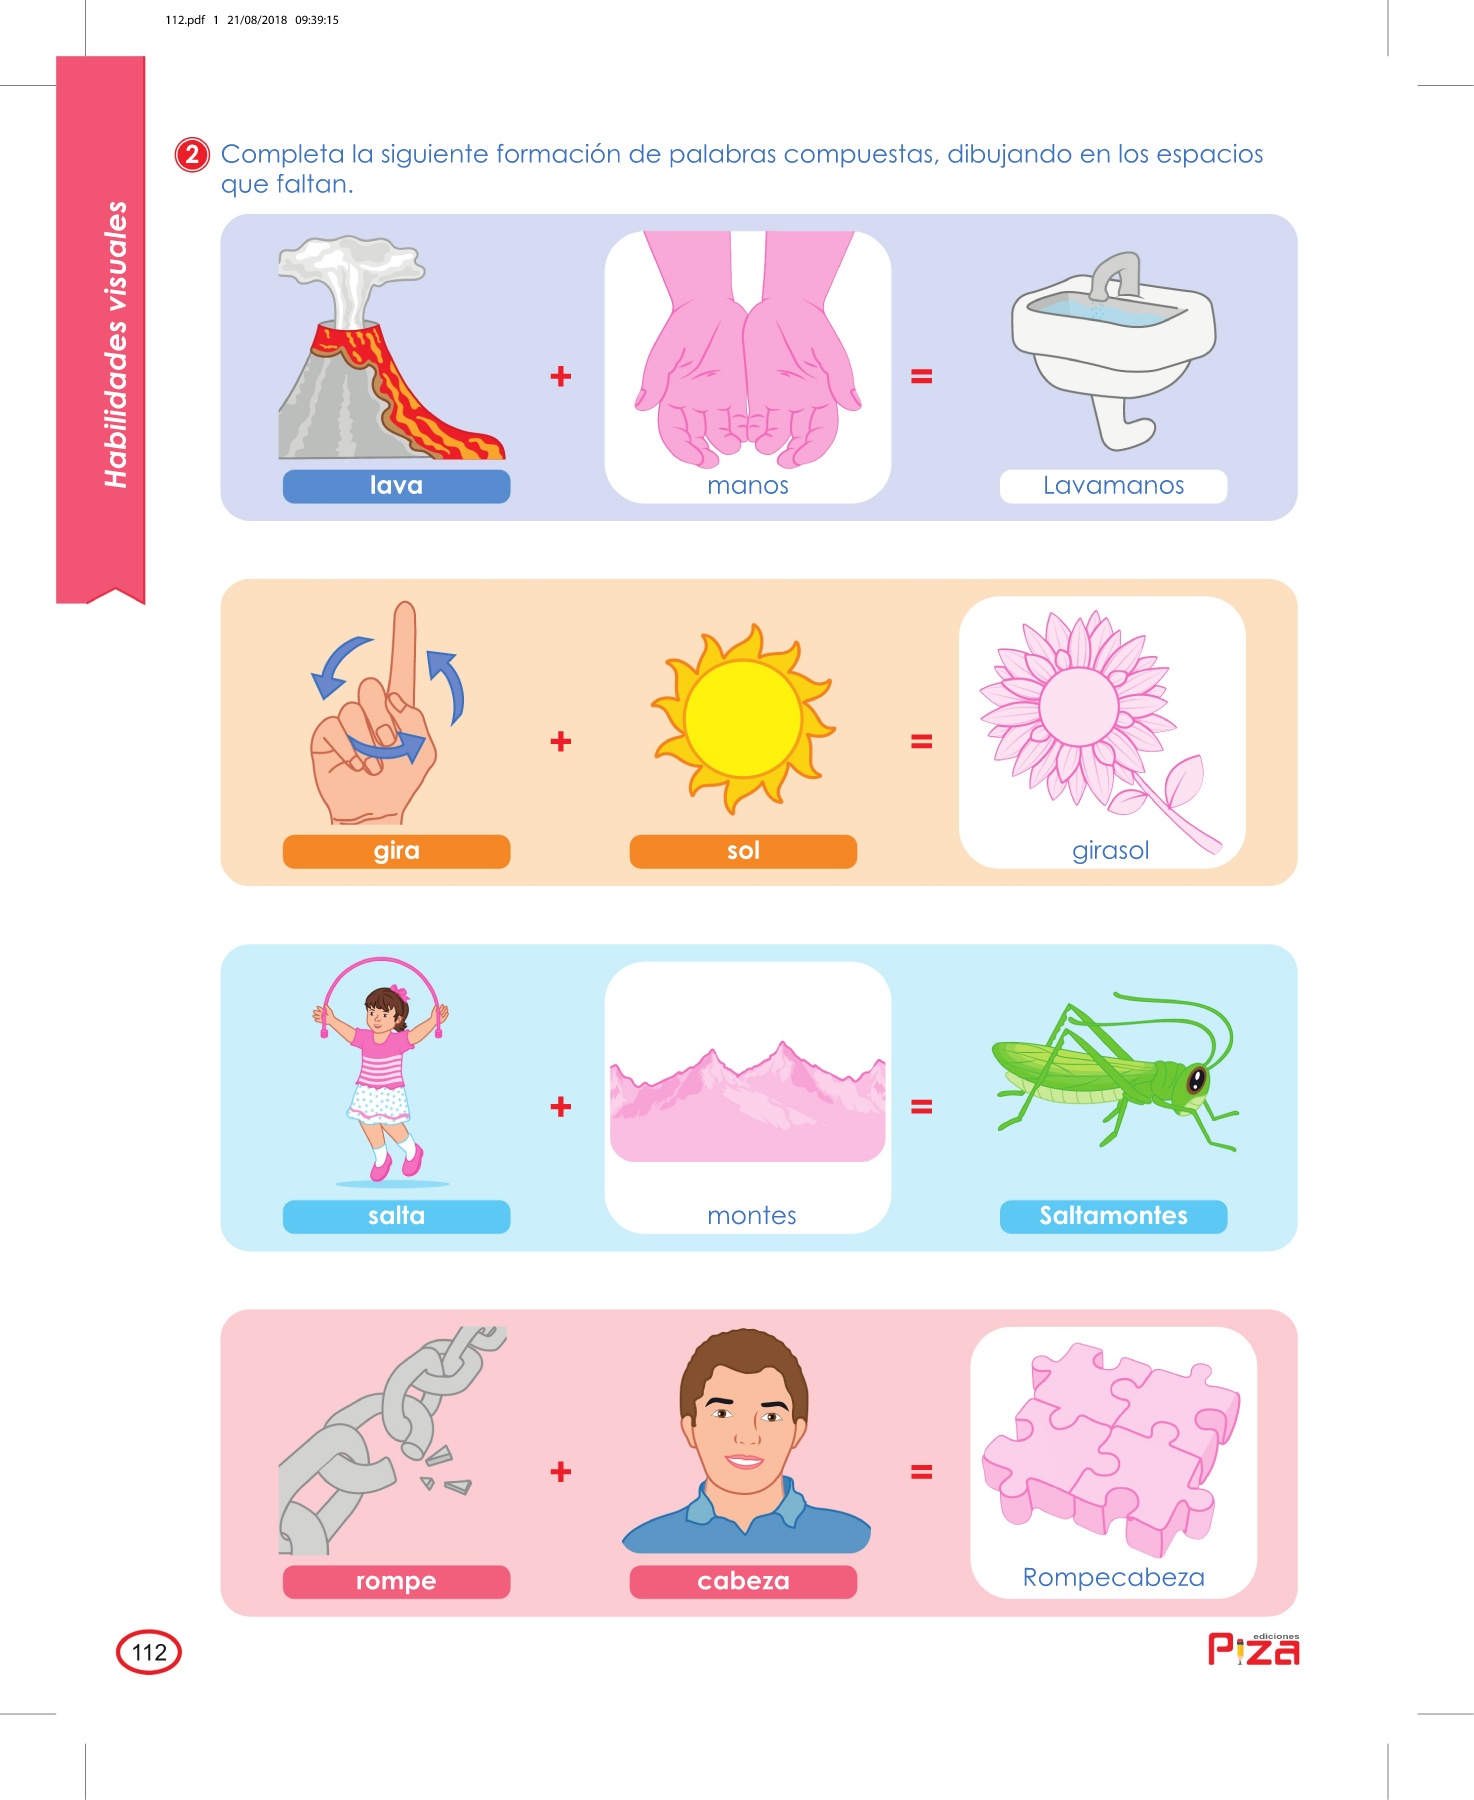 112.pdf 1 21/08/2018 09:39:15
Habilidades visuales
2 Completa la siguiente formación de palabras compuestas, dibujando en los espacios
que faltan.
+ =
lava manos Lavamanos
+ =
gira sol girasol
+ =
salta montes Saltamontes
+ =
rompe cabeza Rompecabeza
112
ediciones
Piza